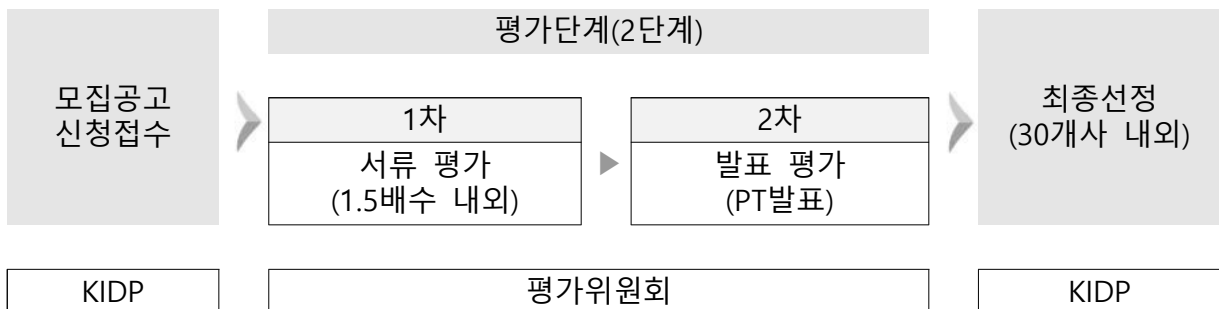 평가단계(2단계)
모집공고
신청접수
1차
서류 평가
(1.5배수 내외)
2차
발표 평가
(PT발표)
최종선정
(30개사 내외)
KIDP
평가위원회
KIDP